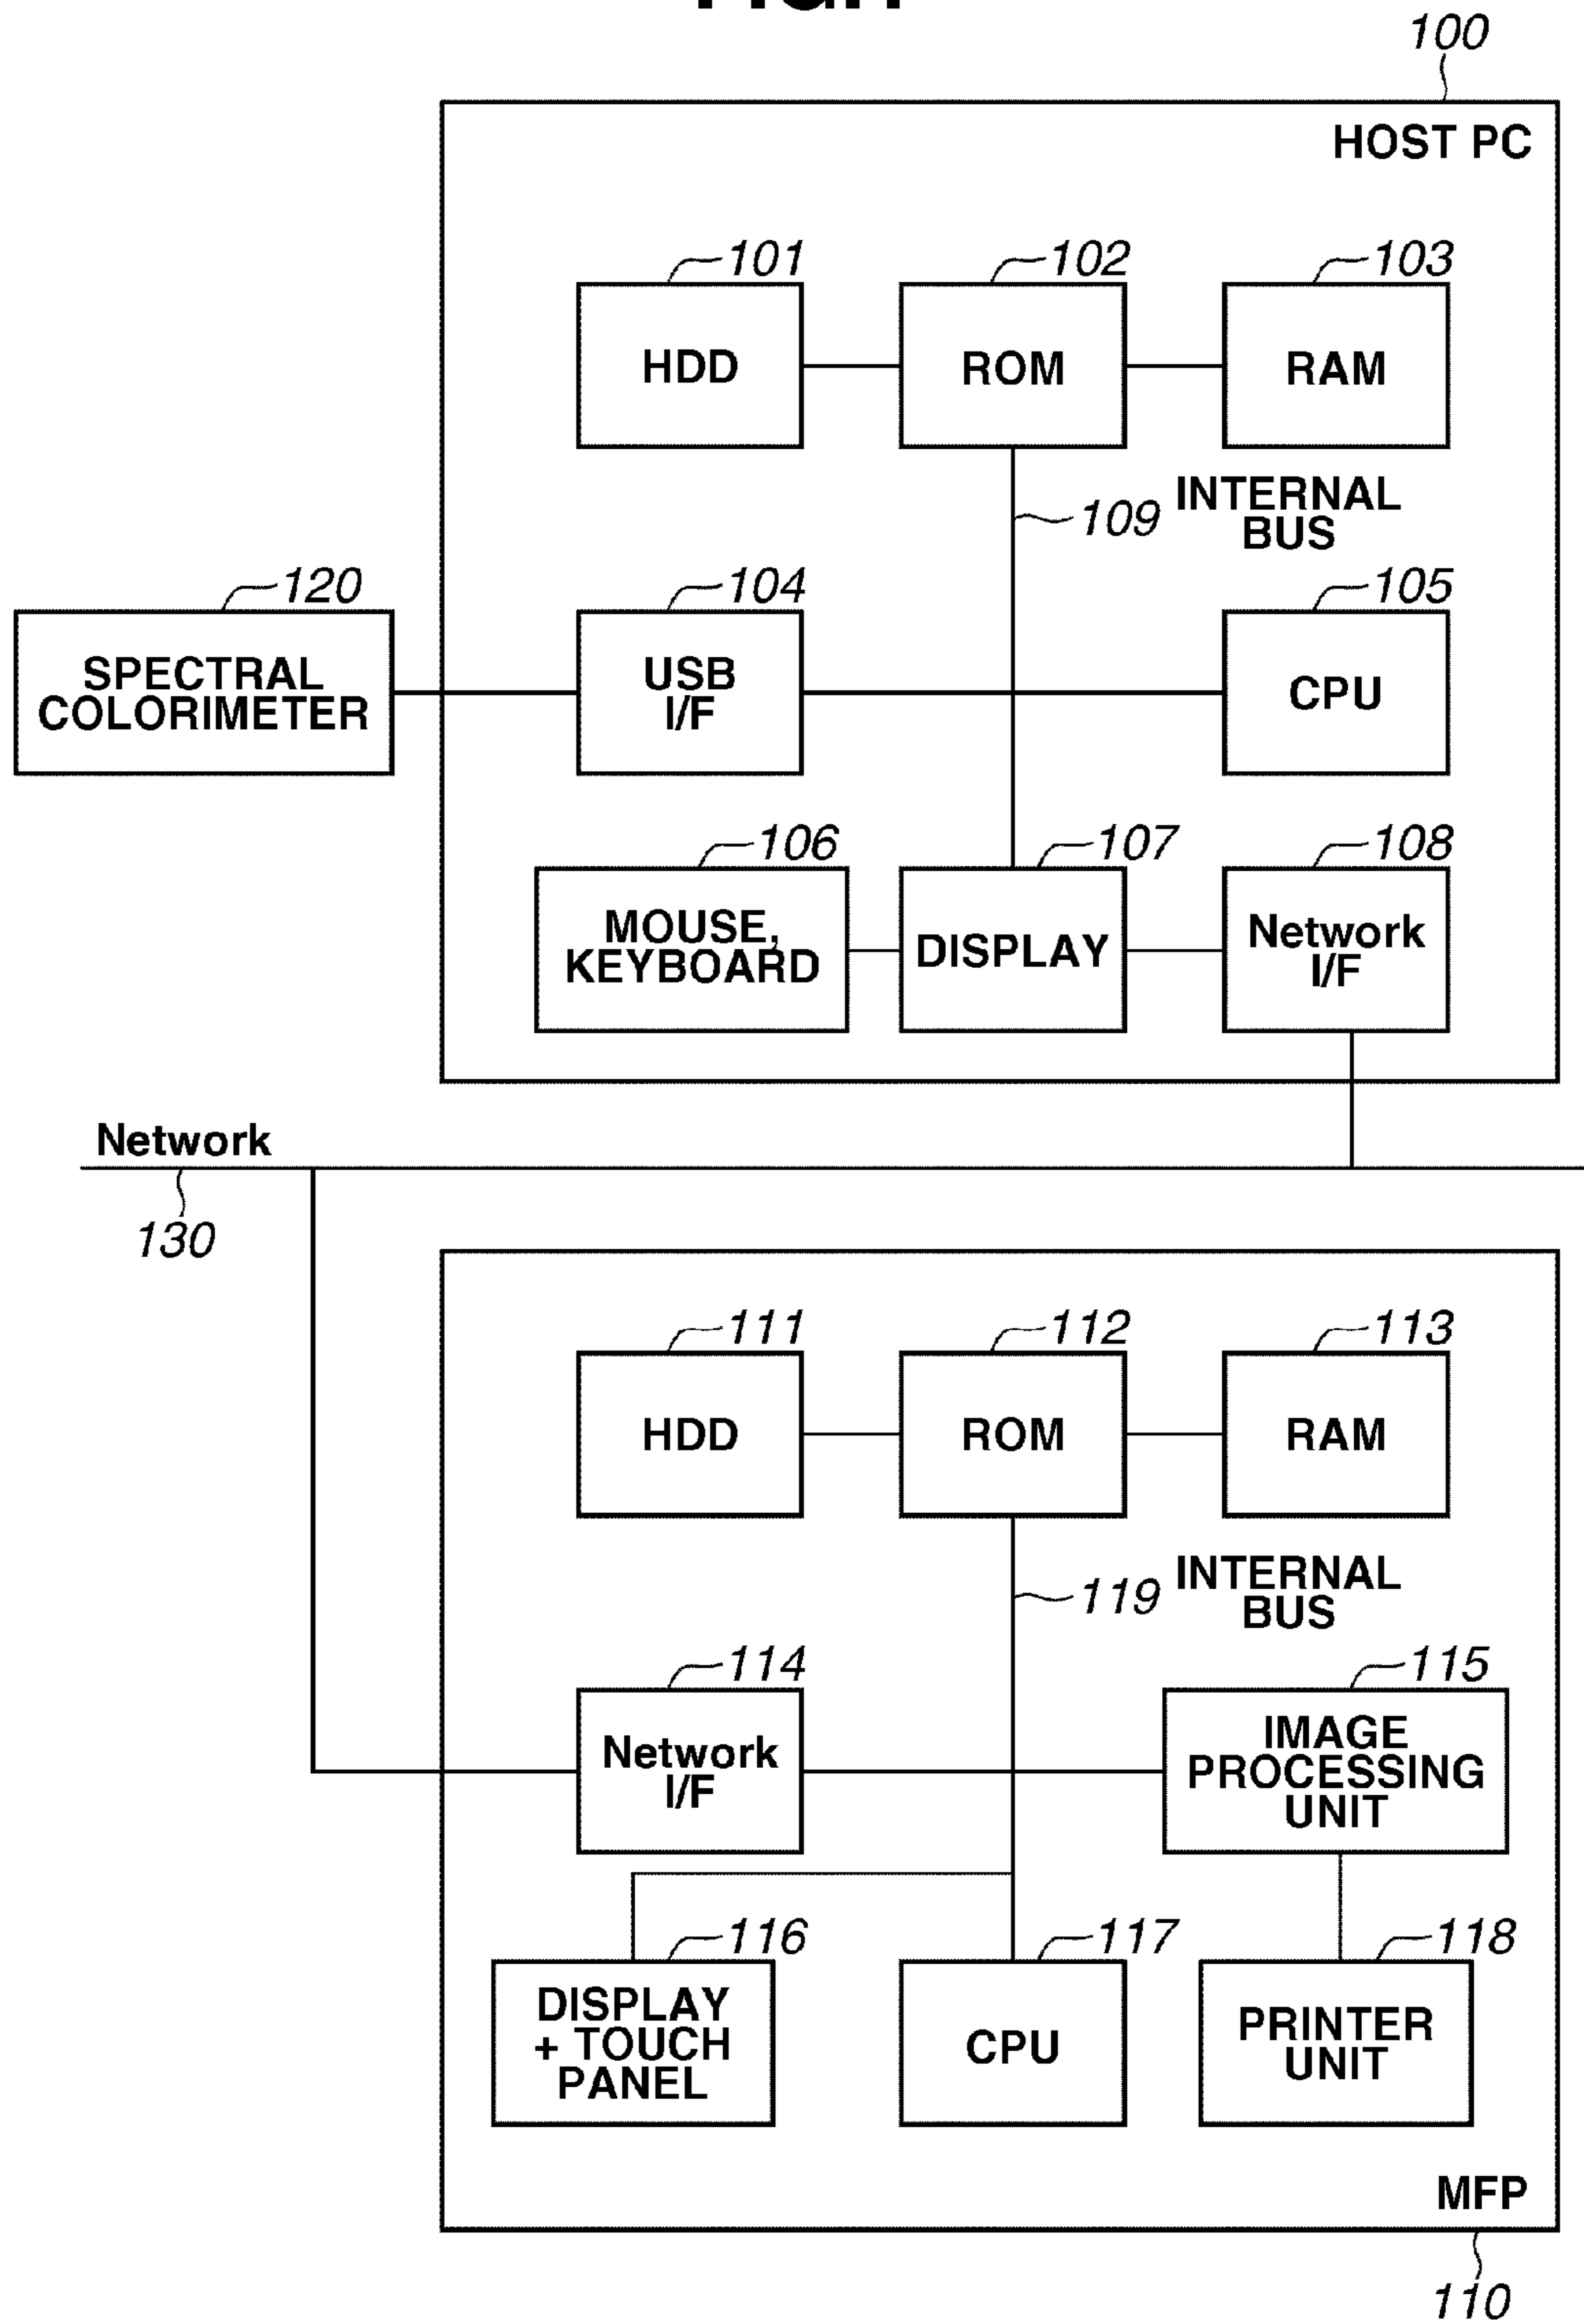 100
HOST PC
101
102
103
HDD
ROM
RAM
109
INTERNAL
BUS
120
104
105
SPECTRAL
COLORIMETER
USB
I/F
CPU
106
107
108
MOUSE,
KEYBOARD
DISPLAY
Network
I/F
Network
130
111
112
113
HDD
ROM
RAM
119
INTERNAL
BUS
114
115
Network
I/F
IMAGE
PROCESSING
UNIT
116
117
118
DISPLAY
+ TOUCH
PANEL
CPU
PRINTER
UNIT
MFP
110